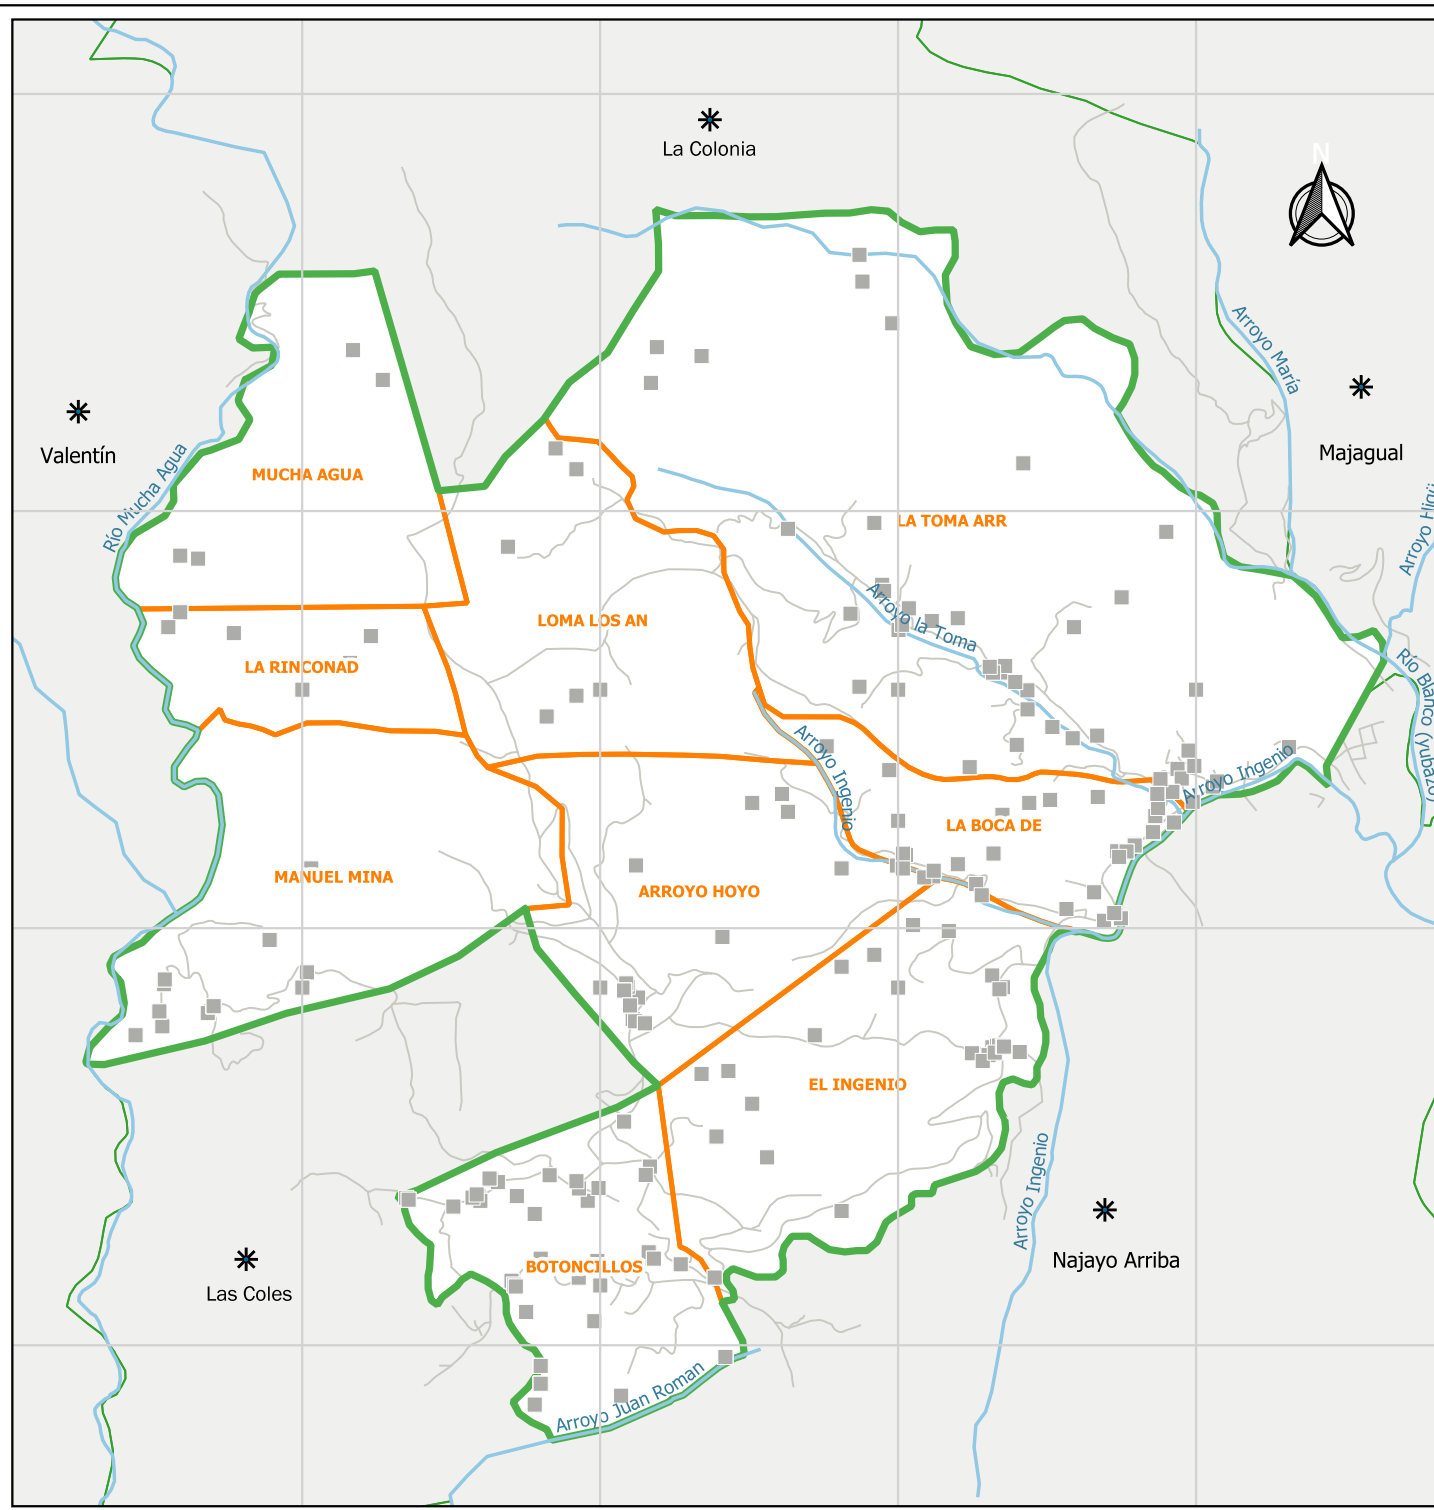 La Colonia
N
Arroyo María
Majagual
Valentín
Río Mucha Agua
MUCHA AGUA
LA TOMA ARR
Arroyo la Toma
LOMA LOS AN
LA RINCONAD
Río Blanco (yubazo)
Arroyo Ingenio
Arroyo Ingenio
LA BOCA DE
MANUEL MINA
ARROYO HOYO
EL INGENIO
Arroyo Ingenio
Najayo Arriba
BOTONCILLOS
Las Coles
Arroyo Juan Roman